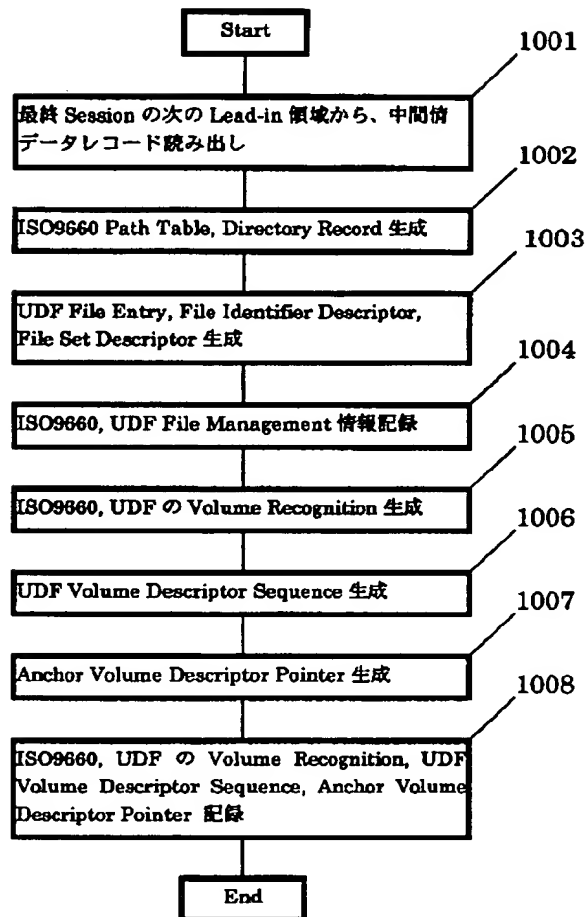 Start
1001
最終 Session の次の Lead-in 領域から、中間情
データレコード読み出し
1002
ISO9660 Path Table, Directory Record 生成
1003
UDF File Entry, File Identifier Descriptor,
File Set Descriptor 生成
1004
ISO9660, UDF File Management 情報記録
1005
ISO9660, UDF の Volume Recognition 生成
1006
UDF Volume Descriptor Sequence 生成
1007
Anchor Volume Descriptor Pointer 生成
1008
ISO9660, UDF の Volume Recognition, UDF
Volume Descriptor Sequence, Anchor Volume
Descriptor Pointer 記録
End